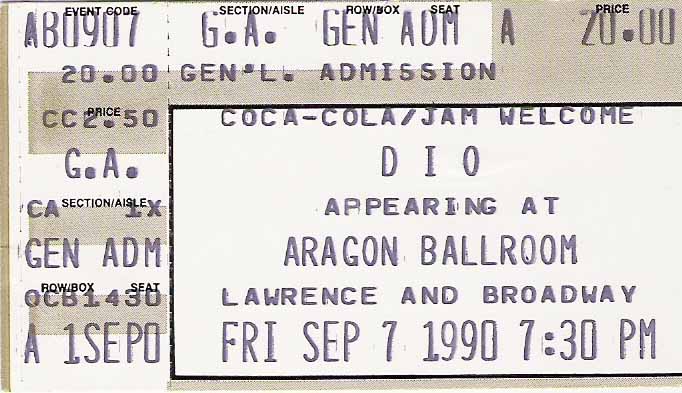 EVENT CODE SECTION/AISLE ROW/BOX SEAT PRICE
AB0907 G.A. GEN ADM A 20.00
20.00 GEN'L. ADMISSION
PRICE
CC2.50 COCA-COLA/JAM WELCOME
G.A. D I O
SECTION/AISLE
CA 1X APPEARING AT
GEN ADM ARAGON BALLROOM
ROW/BOX SEAT
OCB1430 LAWRENCE AND BROADWAY
A 1SEP0 FRI SEP 7 1990 7:30 PM